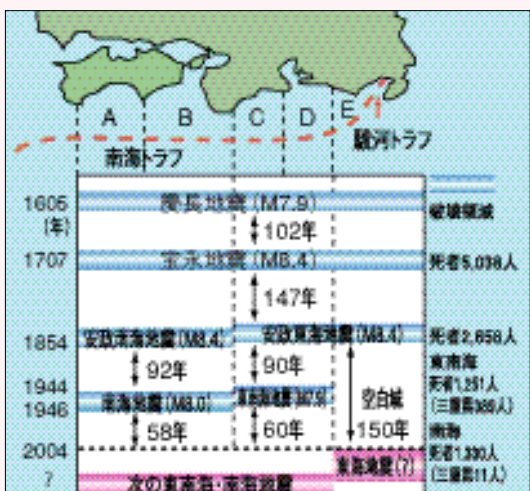 A B C D E
駿河トラフ
南海トラフ
1605
(年)
慶長地震(M7.9)
破壊領域
102年
1707
宝永地震(M8.4)
死者5,038人
147年
1854
安政南海地震(M8.4)
安政東海地震(M8.4)
死者2,658人
92年
90年
空白域
150年
東南海
死者1,251人
1944
1946
南海地震(M8.0)
東南海地震(M7.9)
南海
58年
60年
2004
死者1,330人
(三重県11人)
東海地震(?)
?
次の東南海・南海地震